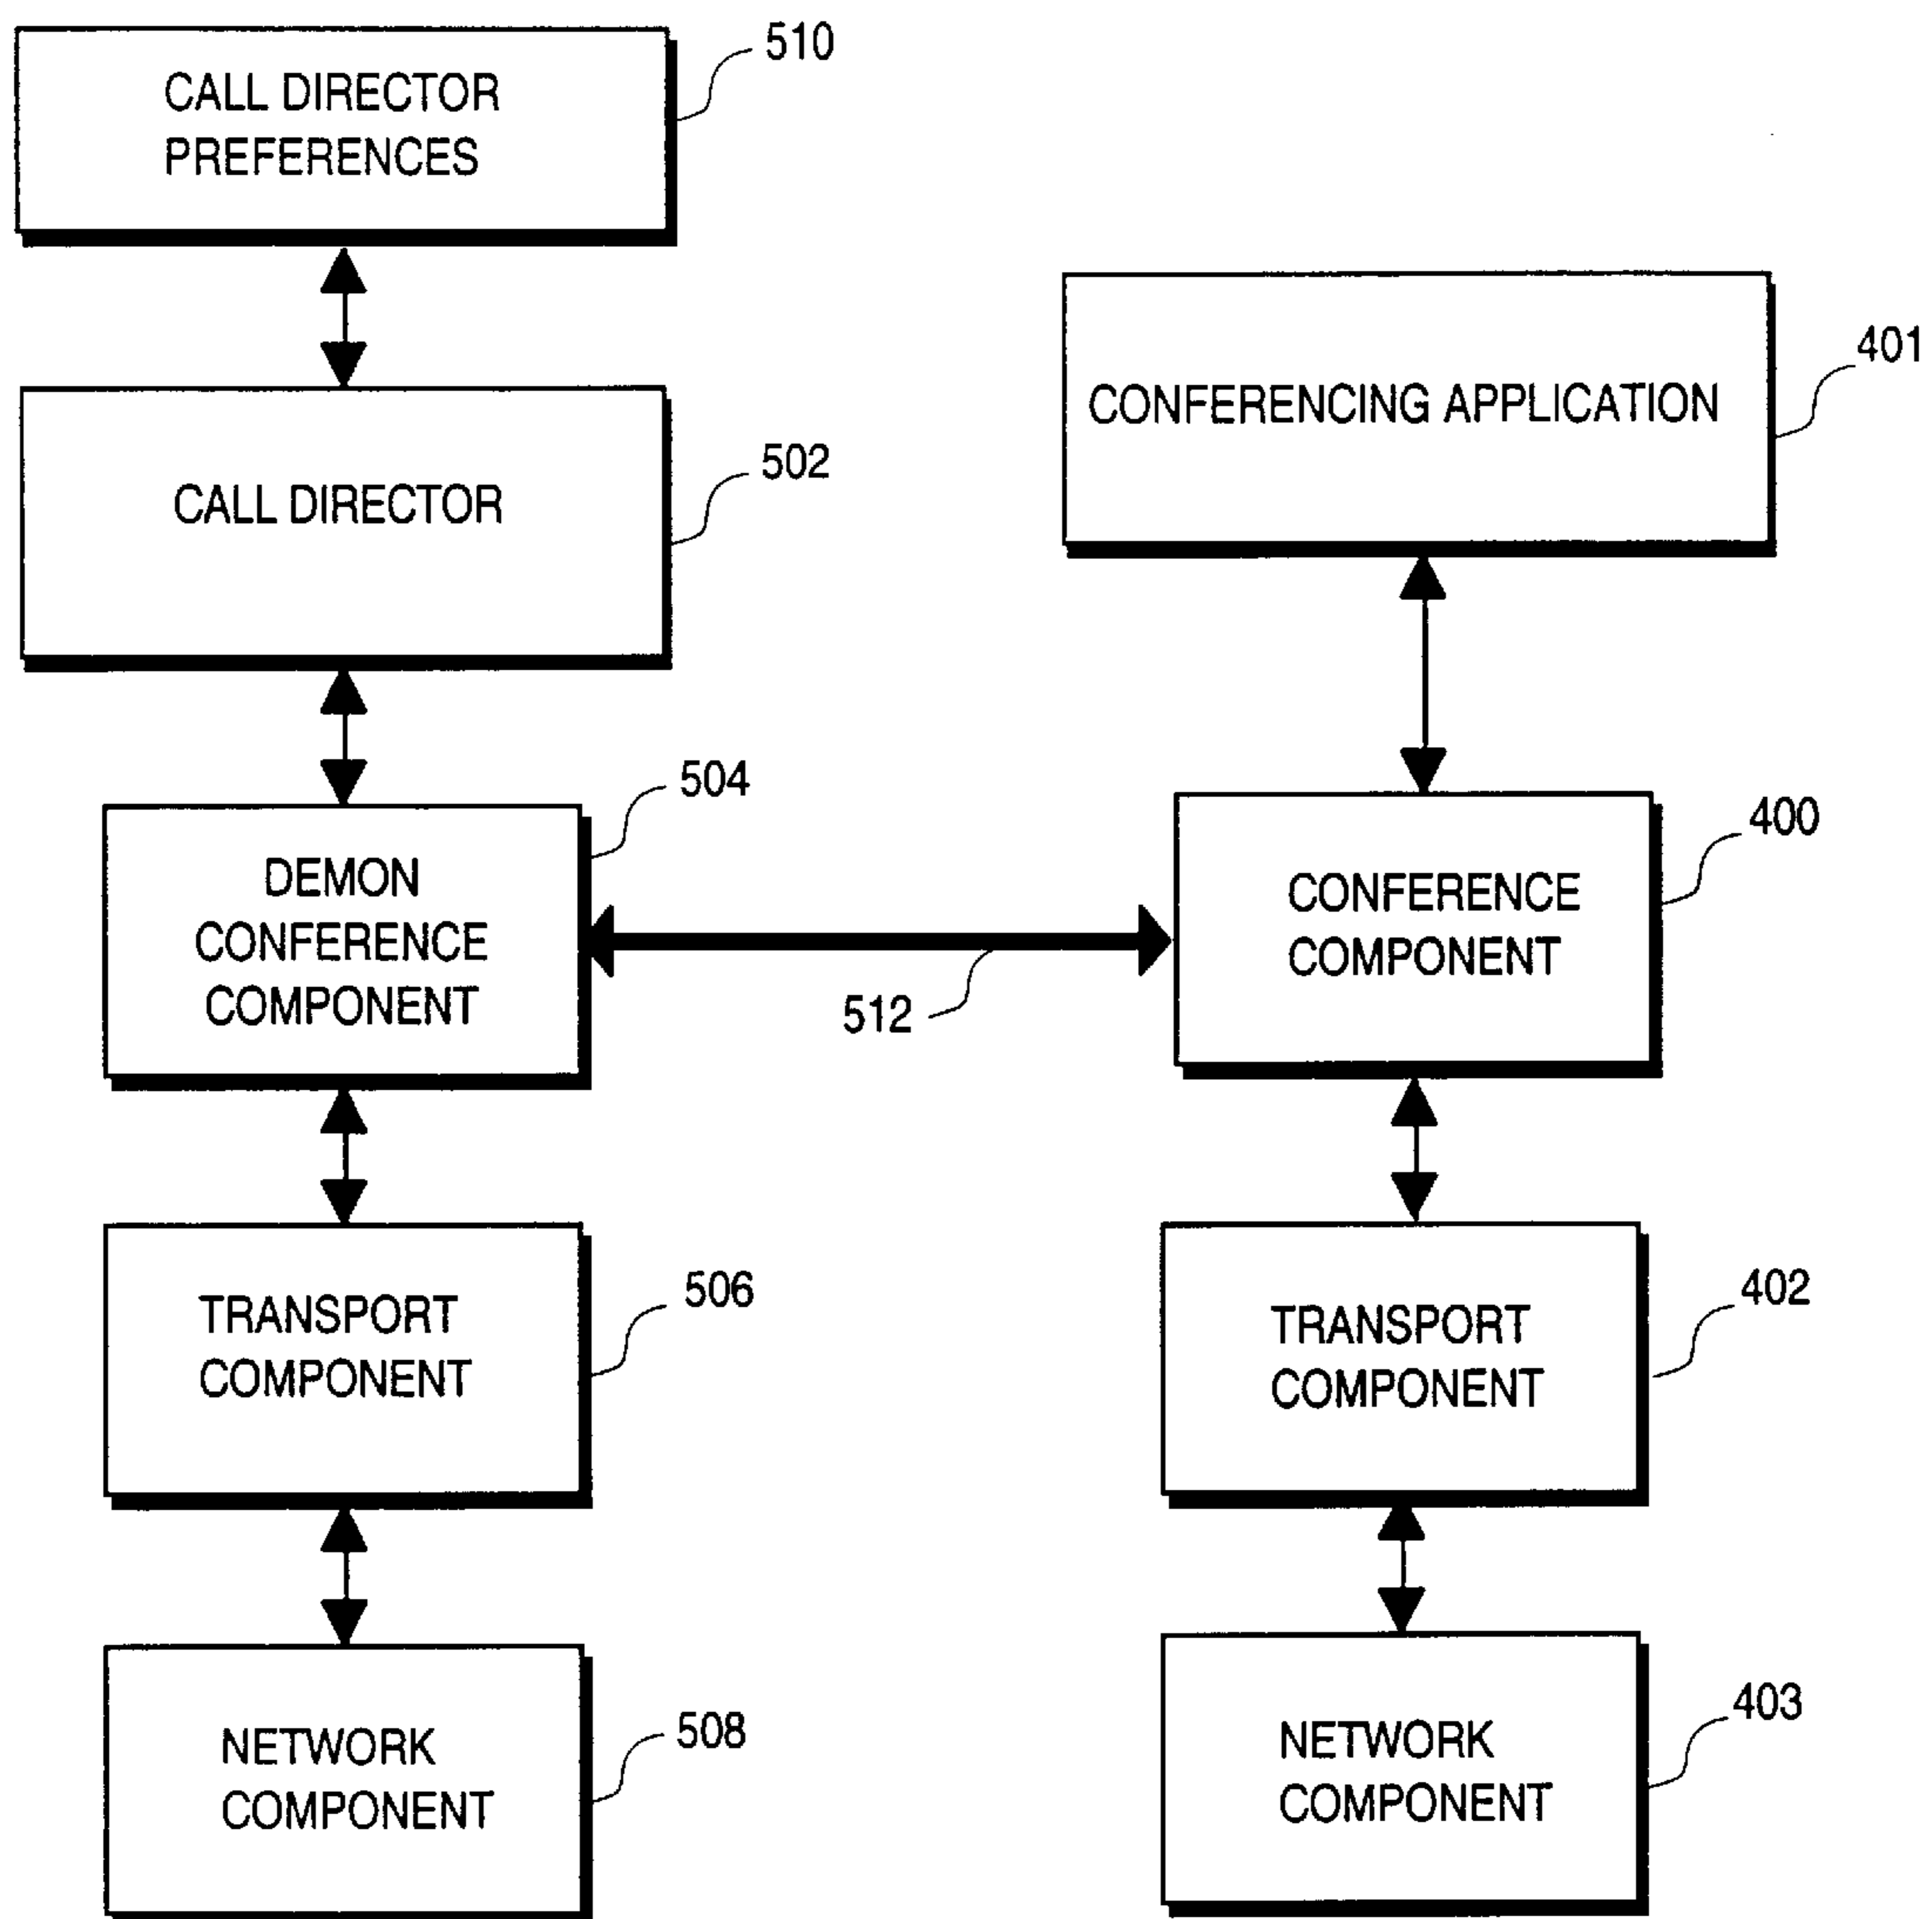 510
CALL DIRECTOR
PREFERENCES
502
CALL DIRECTOR
504
DEMON
CONFERENCE
COMPONENT
512
506
TRANSPORT
COMPONENT
508
NETWORK
COMPONENT
401
CONFERENCING APPLICATION
400
CONFERENCE
COMPONENT
402
TRANSPORT
COMPONENT
403
NETWORK
COMPONENT